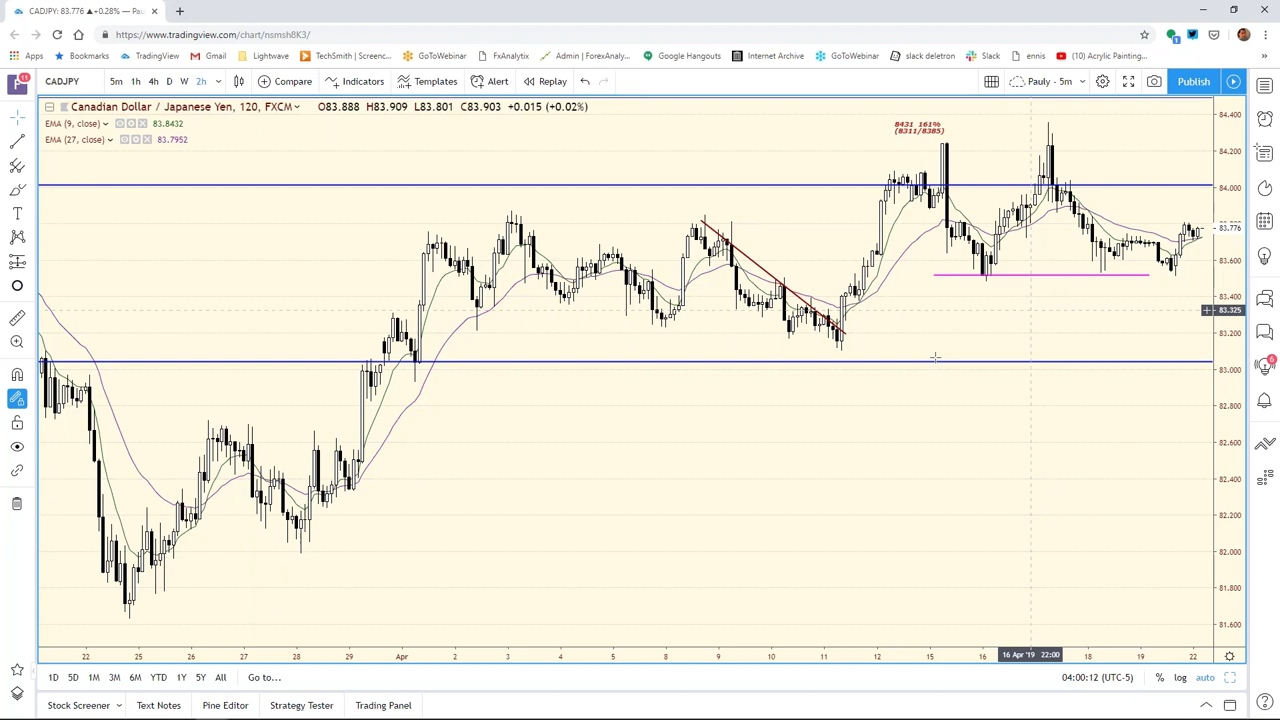 CADJPY: 83.776 ▲+0.28% — Pau
https://www.tradingview.com/chart/nsmsh8K3/
Apps Bookmarks TradingView Gmail Lightwave TechSmith | Screenc... GoToWebinar FxAnalytix Admin | ForexAnaly... Google Hangouts Internet Archive GoToWebinar slack deletron Slack ennis (10) Acrylic Painting...
11 CADJPY 5m 1h 4h D W 2h Compare Indicators Templates Alert Replay Pauly - 5m Publish
Canadian Dollar / Japanese Yen, 120, FXCM O83.888 H83.909 L83.801 C83.903 +0.015 (+0.02%)
EMA (9, close) 83.8432
EMA (27, close) 83.7952
8431 161%
(8311/8385)
84.400
84.200
84.000
83.776
83.600
83.400
83.325
83.200
83.000
82.800
82.600
82.400
82.200
82.000
81.800
81.600
6
22 25 26 27 28 29 Apr 2 3 4 5 8 9 10 11 12 15 16 16 Apr '19 22:00 18 19 22
1D 5D 1M 3M 6M YTD 1Y 5Y All Go to... 04:00:12 (UTC-5) % log auto
Stock Screener Text Notes Pine Editor Strategy Tester Trading Panel